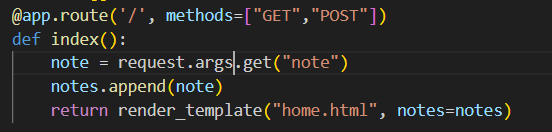 @app.route('/', methods=["GET","POST"])
def index():
    note = request.args.get("note")
    notes.append(note)
    return render_template("home.html", notes=notes)